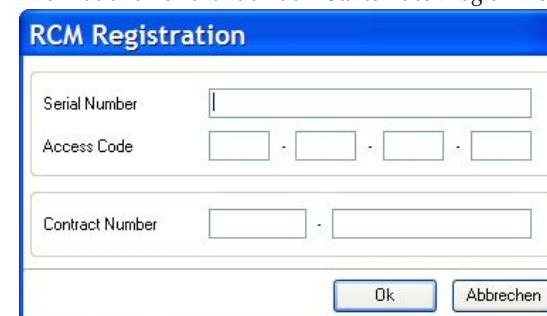 RCM Registration
Serial Number
Access Code - - -
Contract Number -
Ok Abbrechen